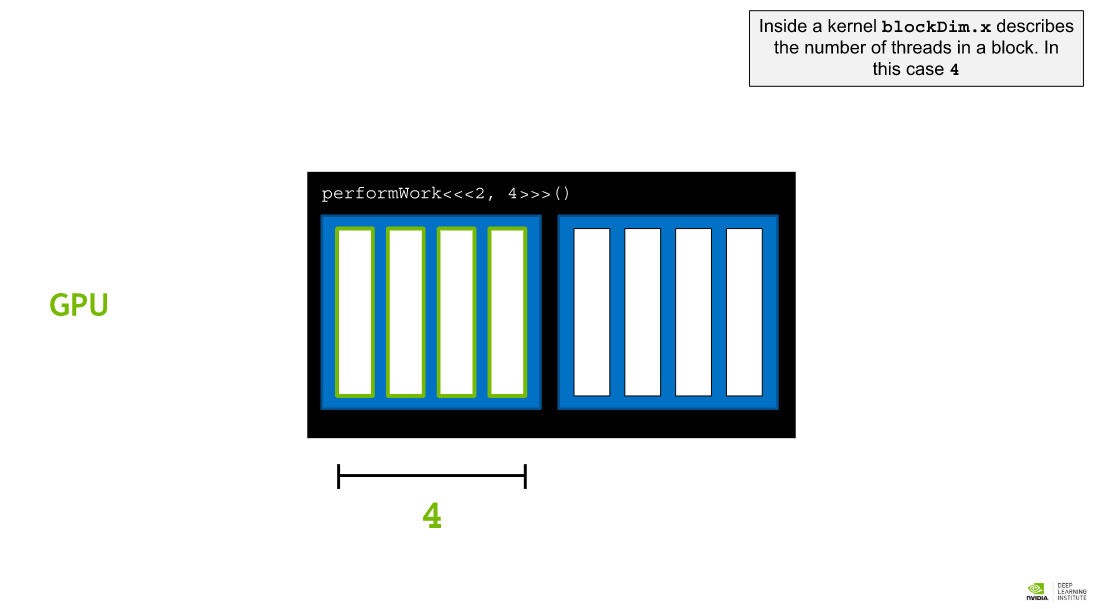 Inside a kernel blockDim.x describes
the number of threads in a block. In
this case 4
performWork<<<2, 4>>>()
GPU
4
NVIDIA
DEEP
LEARNING
INSTITUTE